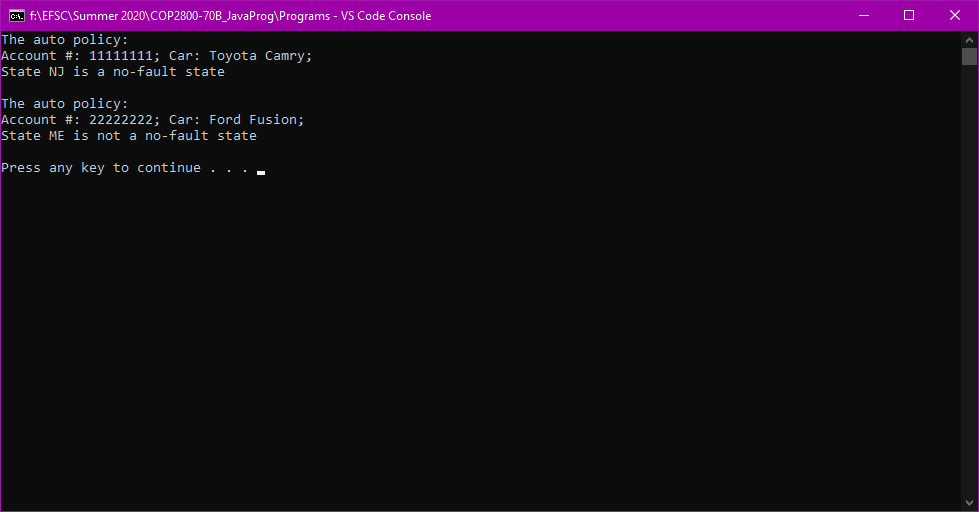 f:\EFSC\Summer 2020\COP2800-70B_JavaProg\Programs - VS Code Console
The auto policy:
Account #: 11111111; Car: Toyota Camry;
State NJ is a no-fault state
The auto policy:
Account #: 22222222; Car: Ford Fusion;
State ME is not a no-fault state
Press any key to continue . . .